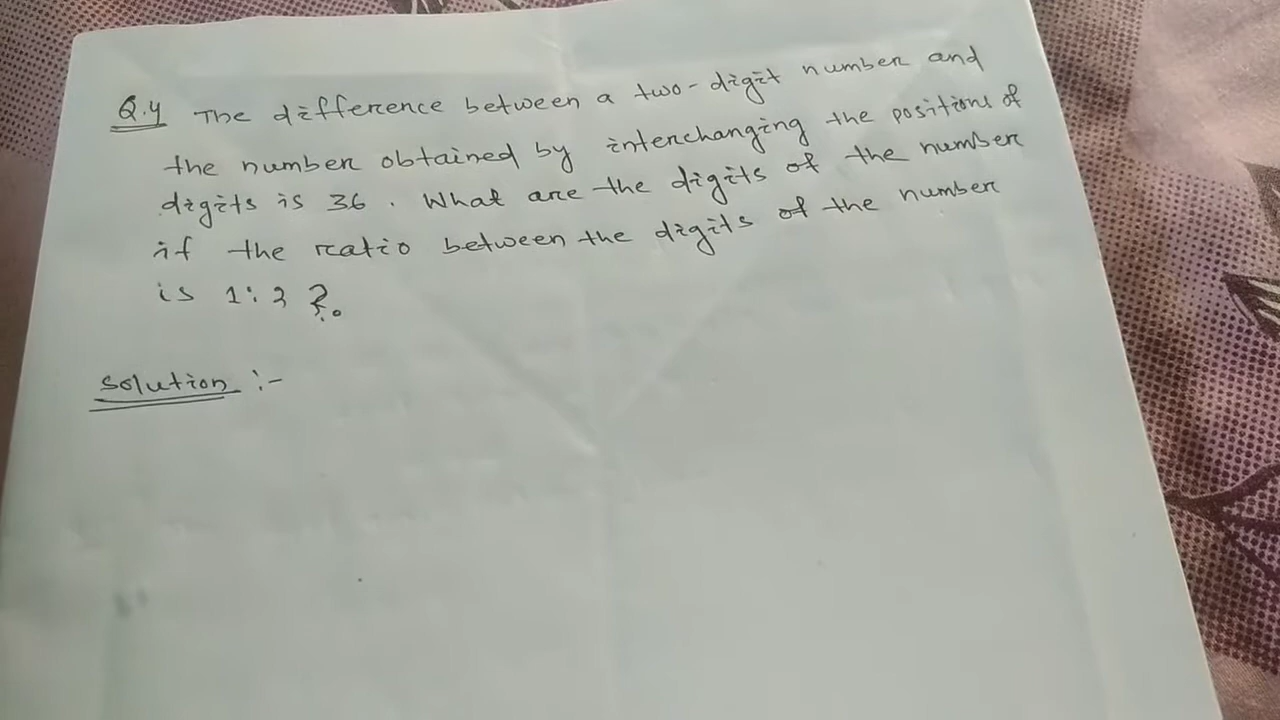 Q.4 The difference between a two-digit number and
the number obtained by interchanging the positions of
digits is 36. What are the digits of the number
if the ratio between the digits of the number
is 1:2 ?.
Solution :-